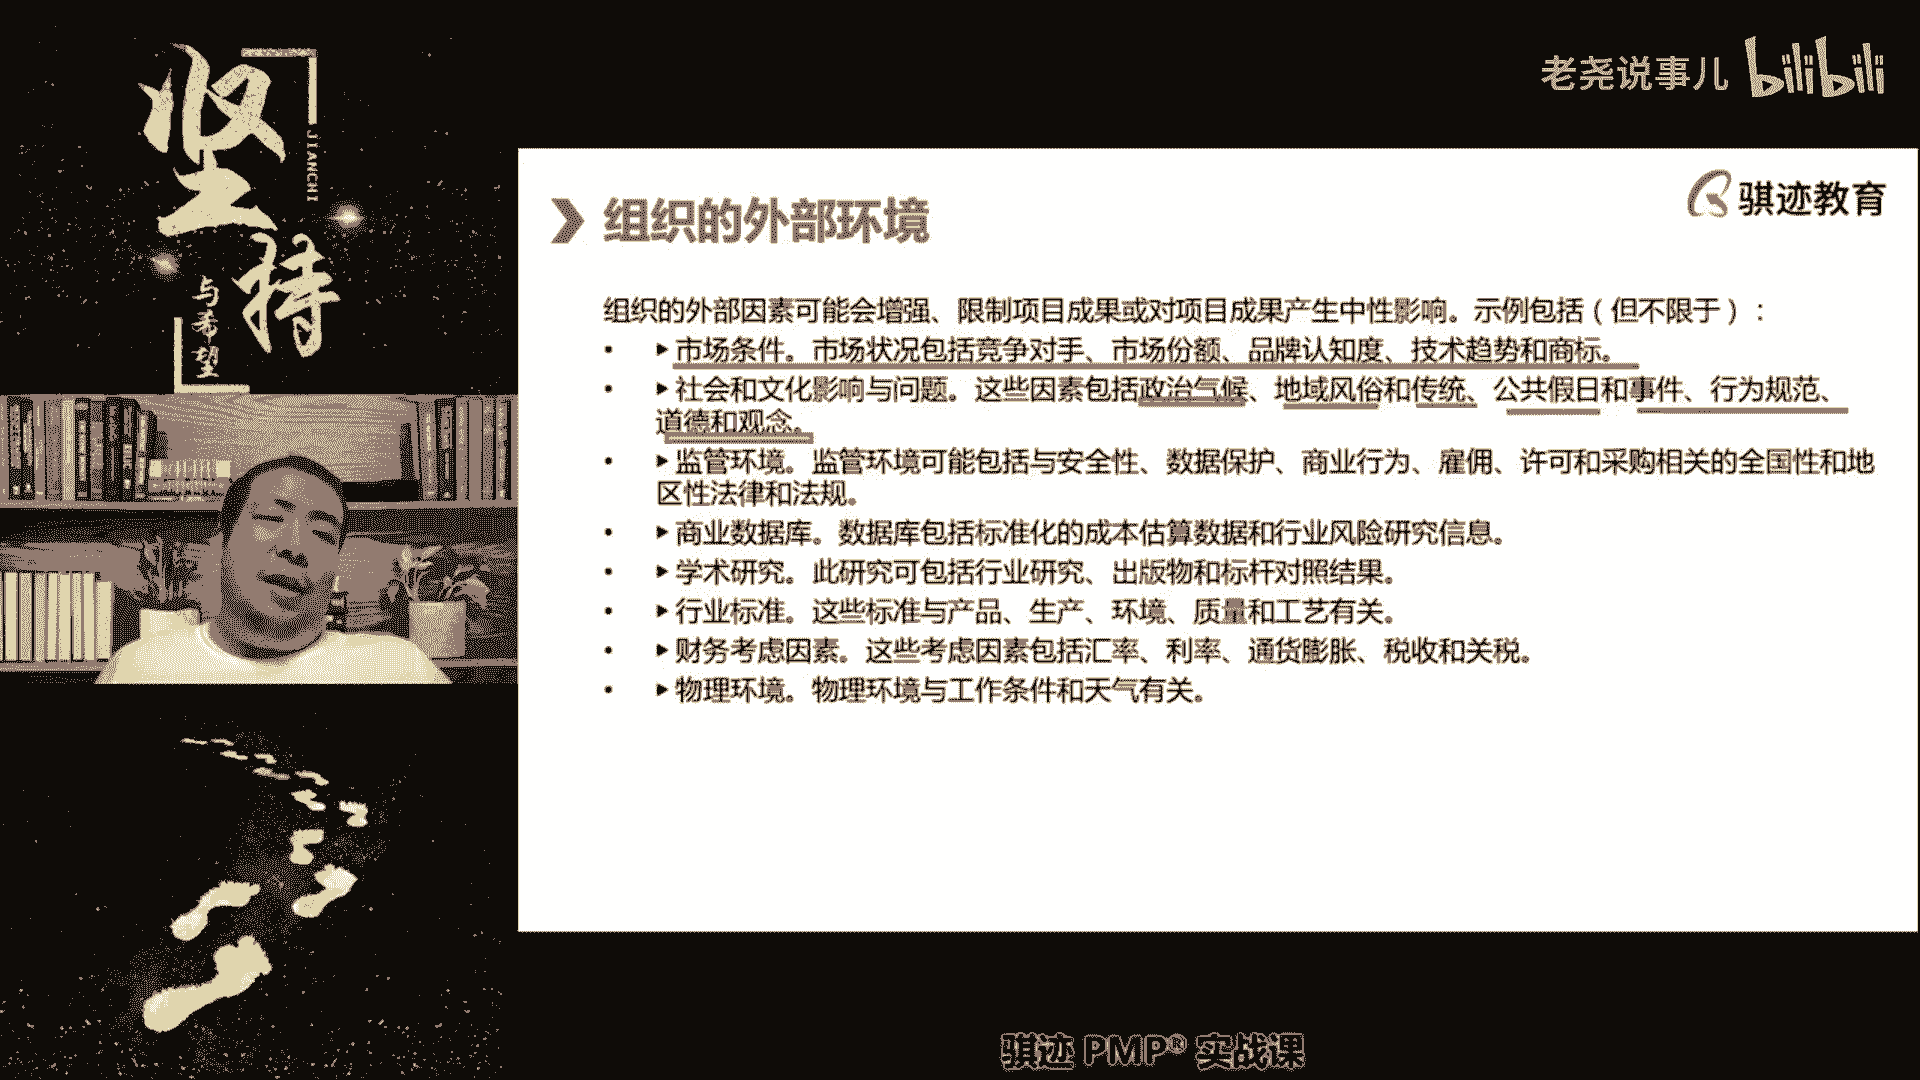 坚持
JIANCHI
与希望
老尧说事儿 bilibili
骐迹教育
组织的外部环境
组织的外部因素可能会增强、限制项目成果或对项目成果产生中性影响。示例包括（但不限于）：
• ▸市场条件。市场状况包括竞争对手、市场份额、品牌认知度、技术趋势和商标。
• ▸社会和文化影响与问题。这些因素包括政治气候、地域风俗和传统、公共假日和事件、行为规范、
道德和观念。
• ▸监管环境。监管环境可能包括与安全性、数据保护、商业行为、雇佣、许可和采购相关的全国性和地
区性法律和法规。
• ▸商业数据库。数据库包括标准化的成本估算数据和行业风险研究信息。
• ▸学术研究。此研究可包括行业研究、出版物和标杆对照结果。
• ▸行业标准。这些标准与产品、生产、环境、质量和工艺有关。
• ▸财务考虑因素。这些考虑因素包括汇率、利率、通货膨胀、税收和关税。
• ▸物理环境。物理环境与工作条件和天气有关。
骐迹 PMP® 实战课